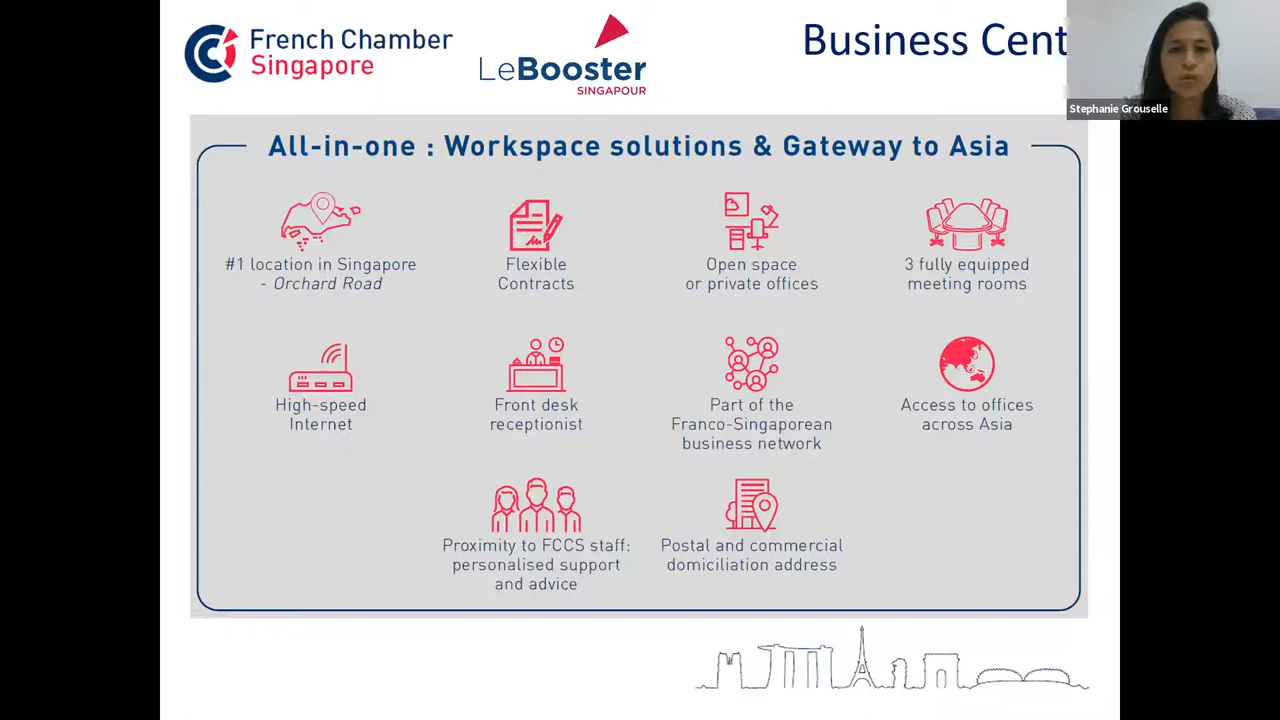 French Chamber
Singapore
LeBooster
SINGAPOUR
Business Cent
Stephanie Grouselle
All-in-one : Workspace solutions & Gateway to Asia
#1 location in Singapore
- Orchard Road
Flexible
Contracts
Open space
or private offices
3 fully equipped
meeting rooms
High-speed
Internet
Front desk
receptionist
Part of the
Franco-Singaporean
business network
Access to offices
across Asia
Proximity to FCCS staff:
personalised support
and advice
Postal and commercial
domiciliation address